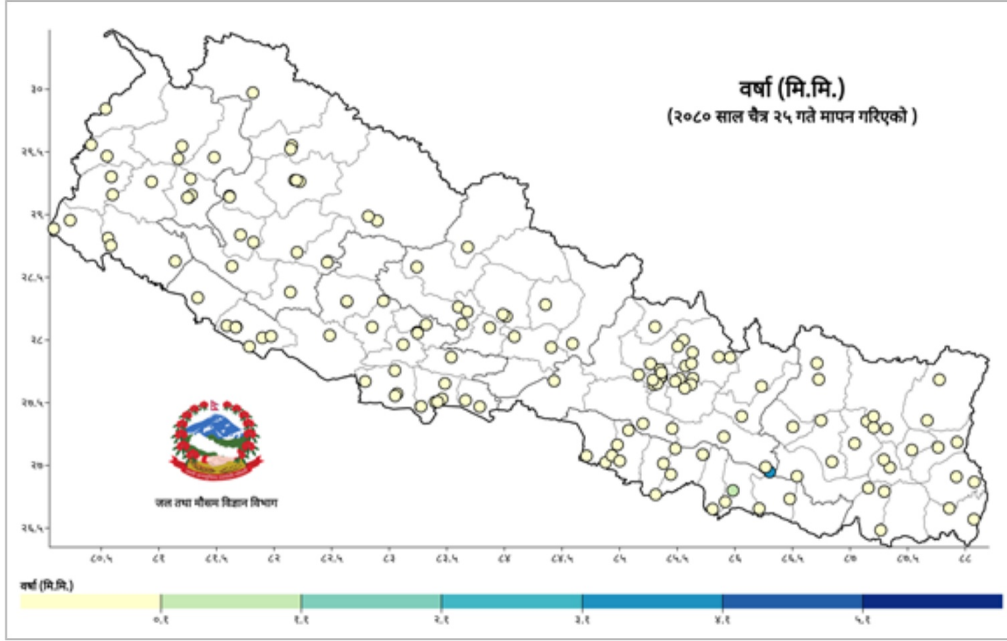 वर्षा (मि.मि.)
(२०८० साल चैत्र २५ गते मापन गरिएको )
३०
२९.५
२९
२८.५
२८
२७.५
२७
२६.५
जल तथा मौसम विज्ञान विभाग
८०.५ ८१ ८१.५ ८२ ८२.५ ८३ ८३.५ ८४ ८४.५ ८५ ८५.५ ८६ ८६.५ ८७ ८७.५ ८८
वर्षा (मि.मि.)
०.१ १.१ २.१ ३.१ ४.१ ५.१